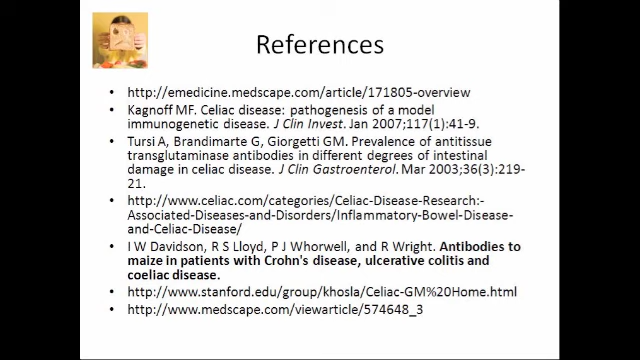 References
• http://emedicine.medscape.com/article/171805-overview
• Kagnoff MF. Celiac disease: pathogenesis of a model
immunogenetic disease. J Clin Invest. Jan 2007;117(1):41-9.
• Tursi A, Brandimarte G, Giorgetti GM. Prevalence of antitissue
transglutaminase antibodies in different degrees of intestinal
damage in celiac disease. J Clin Gastroenterol. Mar 2003;36(3):219-
21.
• http://www.celiac.com/categories/Celiac-Disease-Research:-
Associated-Diseases-and-Disorders/Inflammatory-Bowel-Disease-
and-Celiac-Disease/
• I W Davidson, R S Lloyd, P J Whorwell, and R Wright. Antibodies to
maize in patients with Crohn's disease, ulcerative colitis and
coeliac disease.
• http://www.stanford.edu/group/khosla/Celiac-GM%20Home.html
• http://www.medscape.com/viewarticle/574648_3